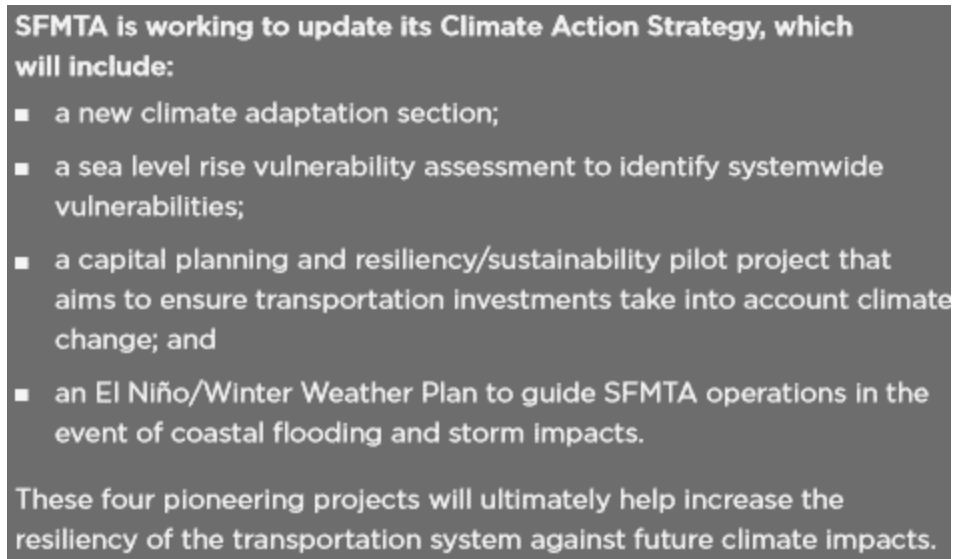 SFMTA is working to update its Climate Action Strategy, which
will include:
▪ a new climate adaptation section;
▪ a sea level rise vulnerability assessment to identify systemwide
vulnerabilities;
▪ a capital planning and resiliency/sustainability pilot project that
aims to ensure transportation investments take into account climate
change; and
▪ an El Niño/Winter Weather Plan to guide SFMTA operations in the
event of coastal flooding and storm impacts.
These four pioneering projects will ultimately help increase the
resiliency of the transportation system against future climate impacts.